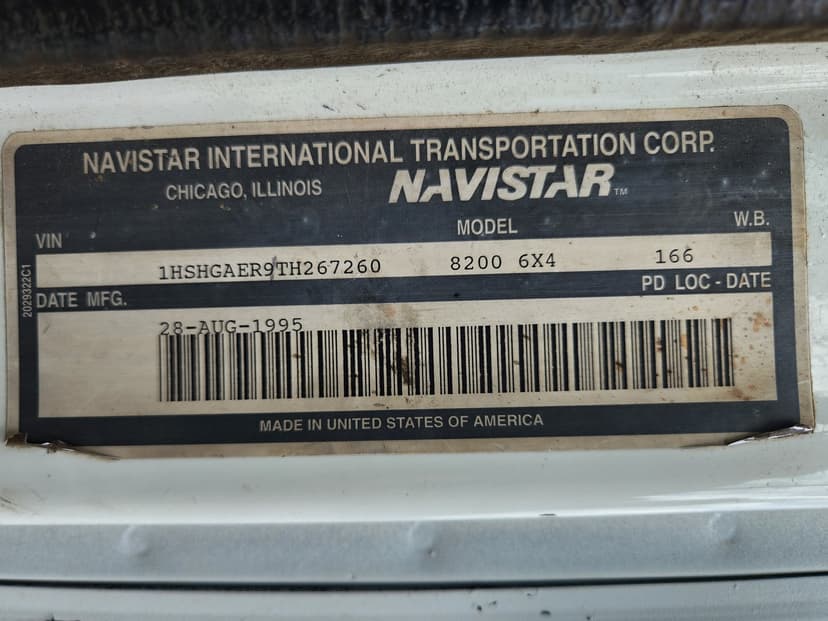 NAVISTAR INTERNATIONAL TRANSPORTATION CORP.
CHICAGO, ILLINOIS NAVISTAR™
VIN MODEL W.B.
1HSHGAER9TH267260 8200 6X4 166
DATE MFG. PD LOC - DATE
28-AUG-1995
MADE IN UNITED STATES OF AMERICA
2029322C1